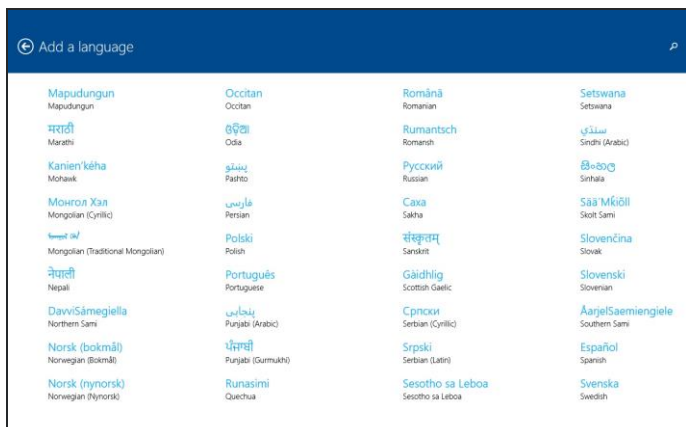 Add a language
Mapudungun
Mapudungun
मराठी
Marathi
Kanien'kéha
Mohawk
Монгол Хэл
Mongolian (Cyrillic)
Mongolian (Traditional Mongolian)
नेपाली
Nepali
DavviSámegiella
Northern Sami
Norsk (bokmål)
Norwegian (Bokmål)
Norsk (nynorsk)
Norwegian (Nynorsk)
Occitan
Occitan
ଓଡ଼ିଆ
Odia
پښتو
Pashto
فارسى
Persian
Polski
Polish
Português
Portuguese
پنجابی
Punjabi (Arabic)
ਪੰਜਾਬੀ
Punjabi (Gurmukhi)
Runasimi
Quechua
Română
Romanian
Rumantsch
Romansh
Русский
Russian
Саха
Sakha
संस्कृतम्
Sanskrit
Gàidhlig
Scottish Gaelic
Српски
Serbian (Cyrillic)
Srpski
Serbian (Latin)
Sesotho sa Leboa
Sesotho sa Leboa
Setswana
Setswana
سنڌي
Sindhi (Arabic)
සිංහල
Sinhala
Sääʹmǩiõll
Skolt Sami
Slovenčina
Slovak
Slovenski
Slovenian
ÅarjelSaemiengiele
Southern Sami
Español
Spanish
Svenska
Swedish